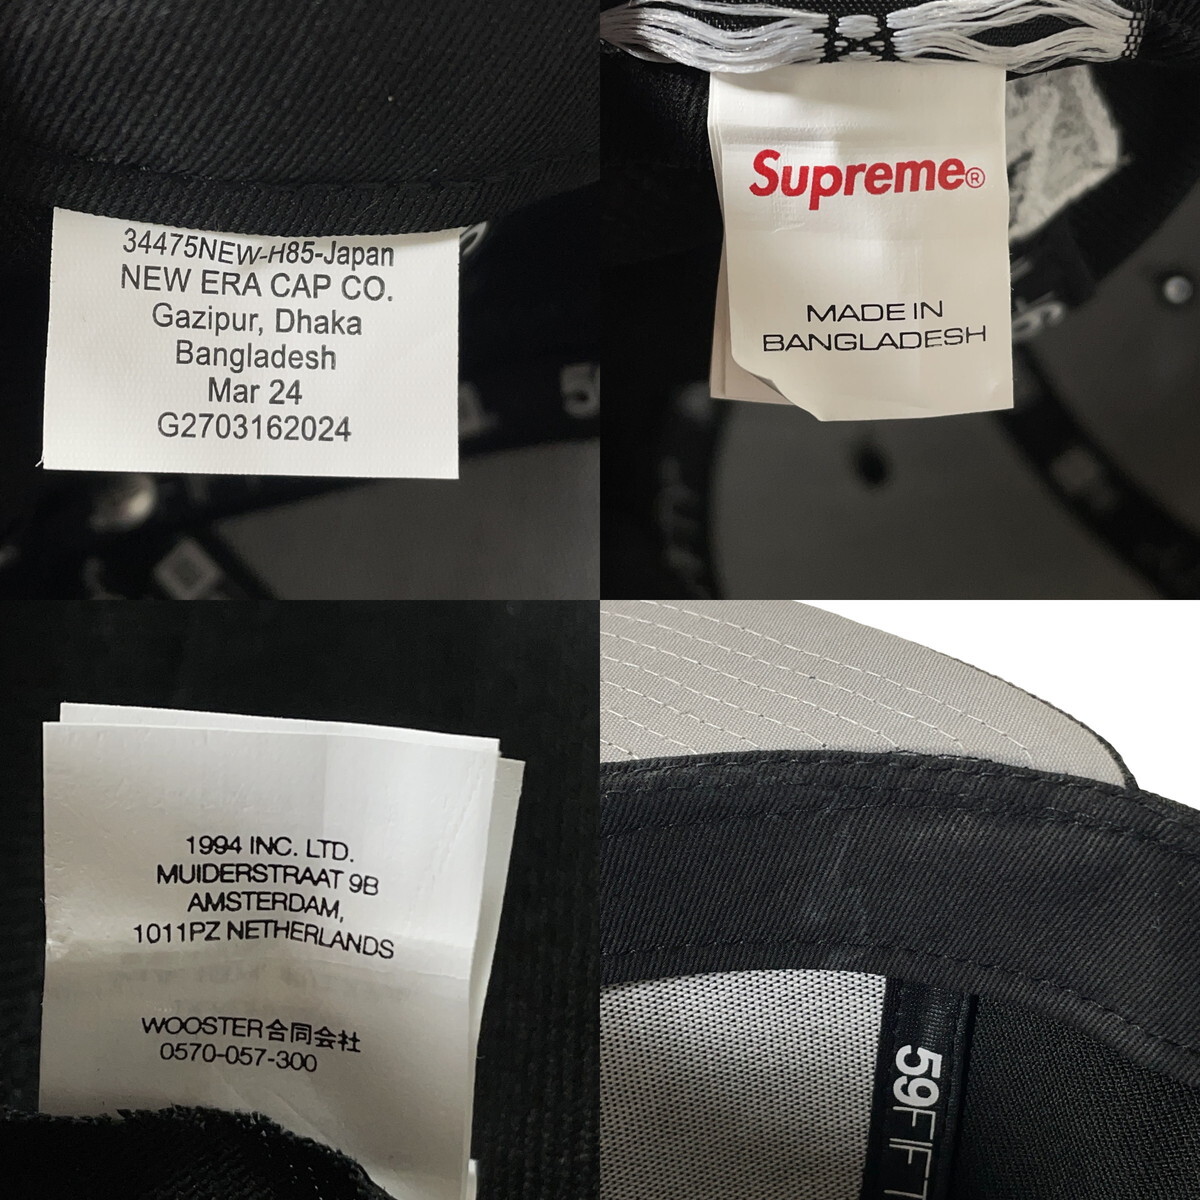 34475NEW-H85-Japan
NEW ERA CAP CO.
Gazipur, Dhaka
Bangladesh
Mar 24
G2703162024
Supreme®
MADE IN
BANGLADESH
1994 INC. LTD.
MUIDERSTRAAT 9B
AMSTERDAM,
1011PZ NETHERLANDS
WOOSTER合同会社
0570-057-300
59FIFT